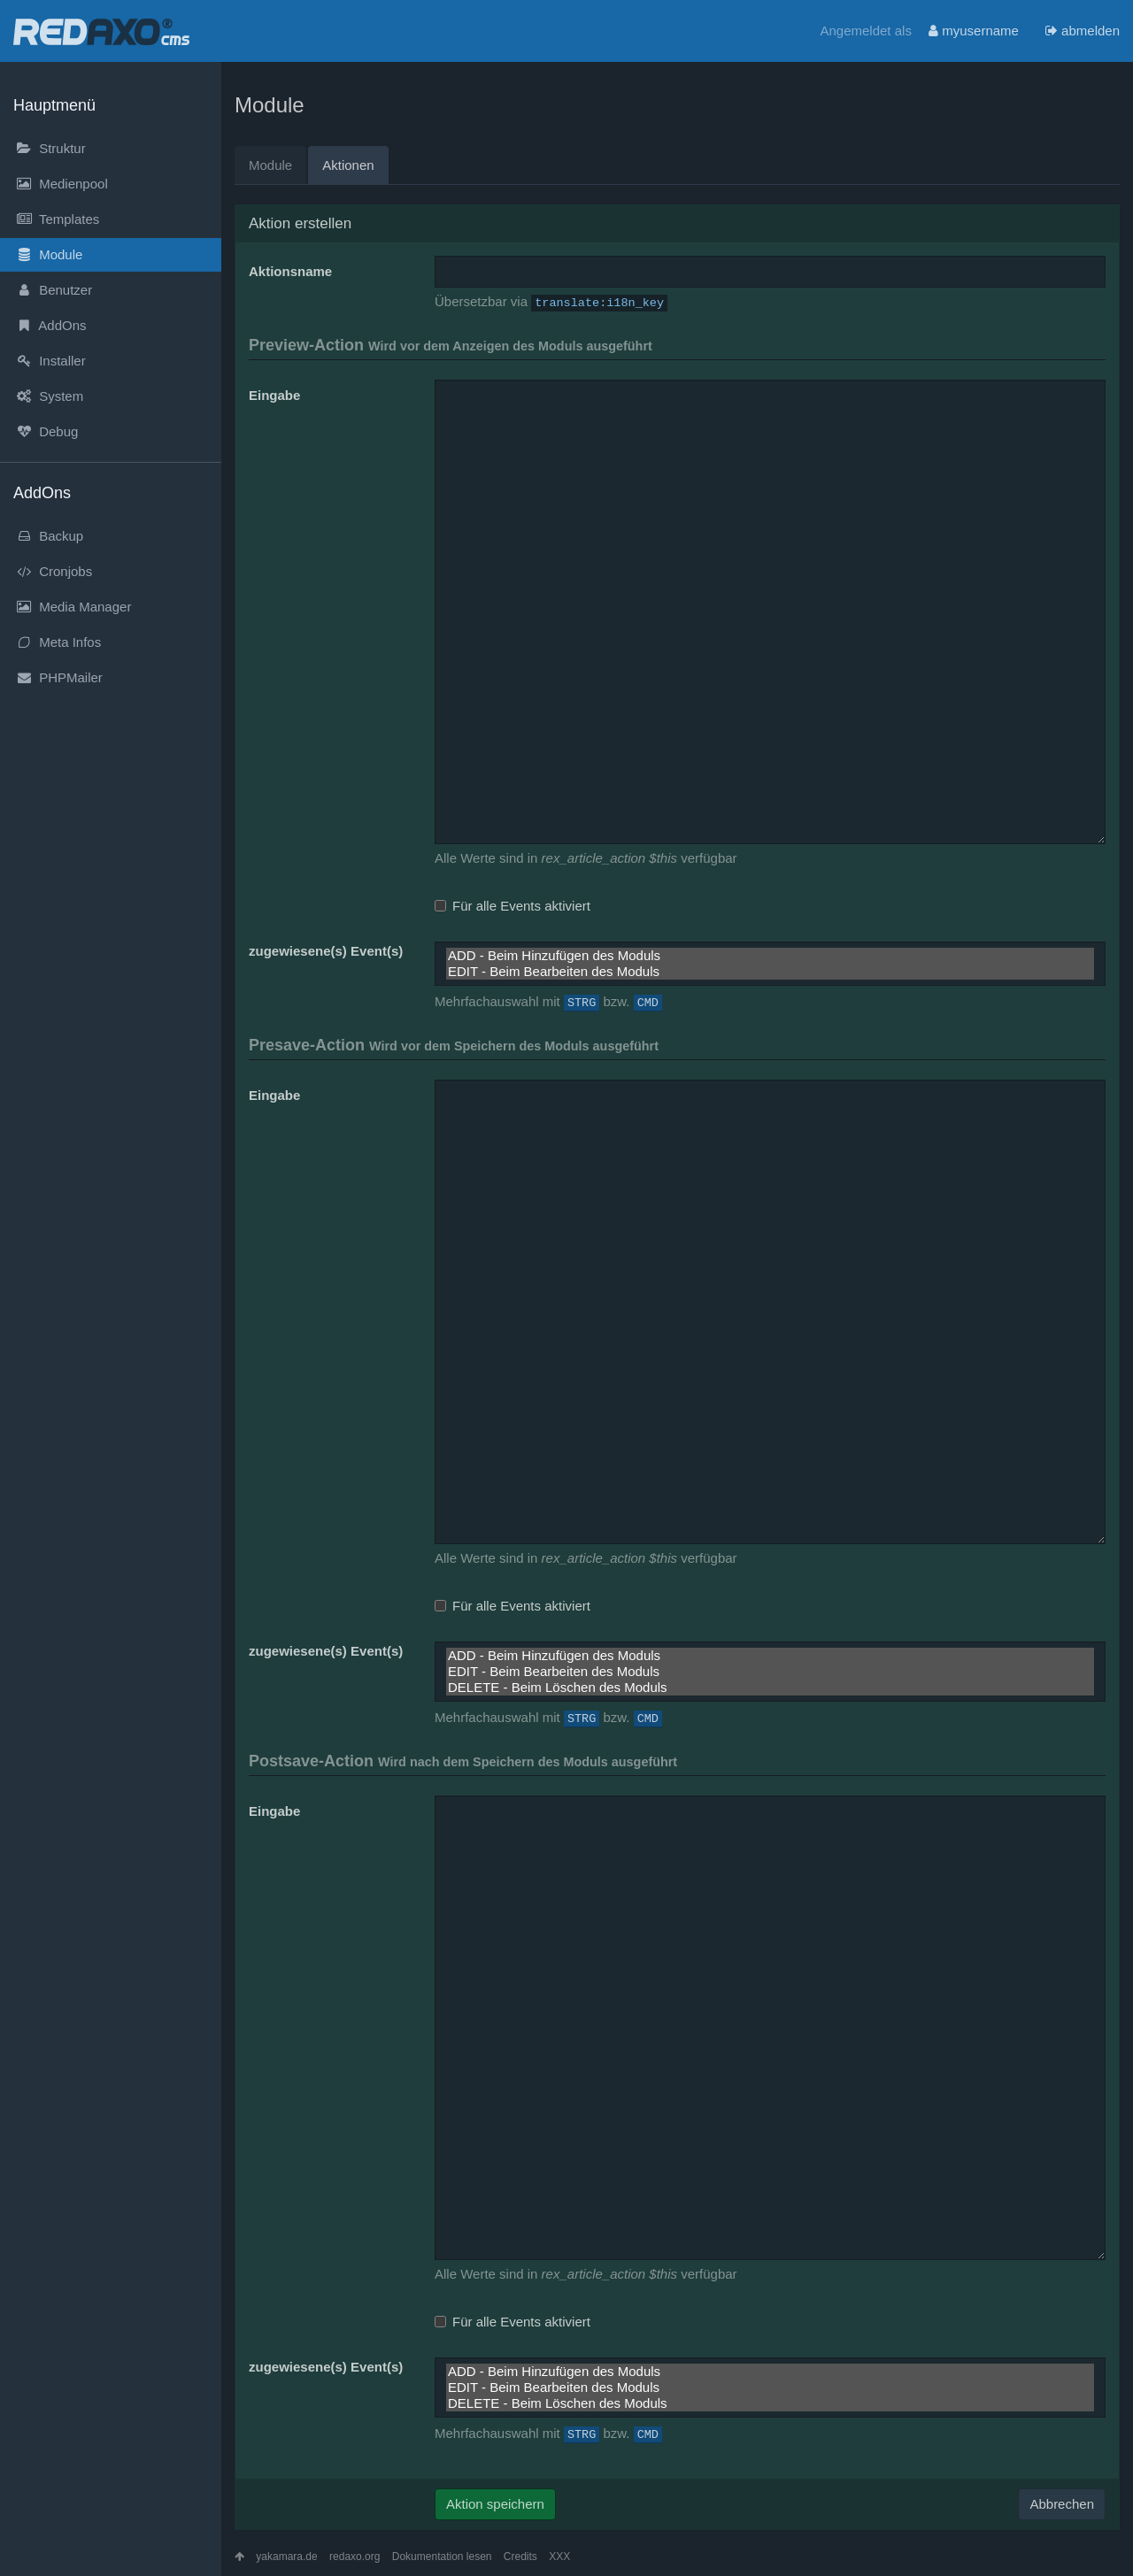 REDAXO® cms
Angemeldet als myusername abmelden
Hauptmenü
Struktur
Medienpool
Templates
Module
Benutzer
AddOns
Installer
System
Debug
AddOns
Backup
Cronjobs
Media Manager
Meta Infos
PHPMailer
Module
Module Aktionen
Aktion erstellen
Aktionsname
Übersetzbar via translate:i18n_key
Preview-Action Wird vor dem Anzeigen des Moduls ausgeführt
Eingabe
Alle Werte sind in rex_article_action $this verfügbar
Für alle Events aktiviert
zugewiesene(s) Event(s)
ADD - Beim Hinzufügen des Moduls
EDIT - Beim Bearbeiten des Moduls
Mehrfachauswahl mit STRG bzw. CMD
Presave-Action Wird vor dem Speichern des Moduls ausgeführt
Eingabe
Alle Werte sind in rex_article_action $this verfügbar
Für alle Events aktiviert
zugewiesene(s) Event(s)
ADD - Beim Hinzufügen des Moduls
EDIT - Beim Bearbeiten des Moduls
DELETE - Beim Löschen des Moduls
Mehrfachauswahl mit STRG bzw. CMD
Postsave-Action Wird nach dem Speichern des Moduls ausgeführt
Eingabe
Alle Werte sind in rex_article_action $this verfügbar
Für alle Events aktiviert
zugewiesene(s) Event(s)
ADD - Beim Hinzufügen des Moduls
EDIT - Beim Bearbeiten des Moduls
DELETE - Beim Löschen des Moduls
Mehrfachauswahl mit STRG bzw. CMD
Aktion speichern Abbrechen
yakamara.de redaxo.org Dokumentation lesen Credits XXX